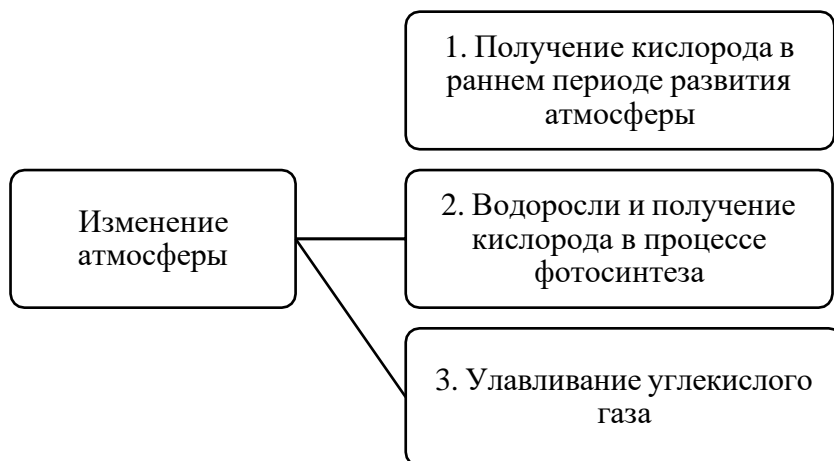 1. Получение кислорода в
раннем периоде развития
атмосферы
Изменение
атмосферы
2. Водоросли и получение
кислорода в процессе
фотосинтеза
3. Улавливание углекислого
газа